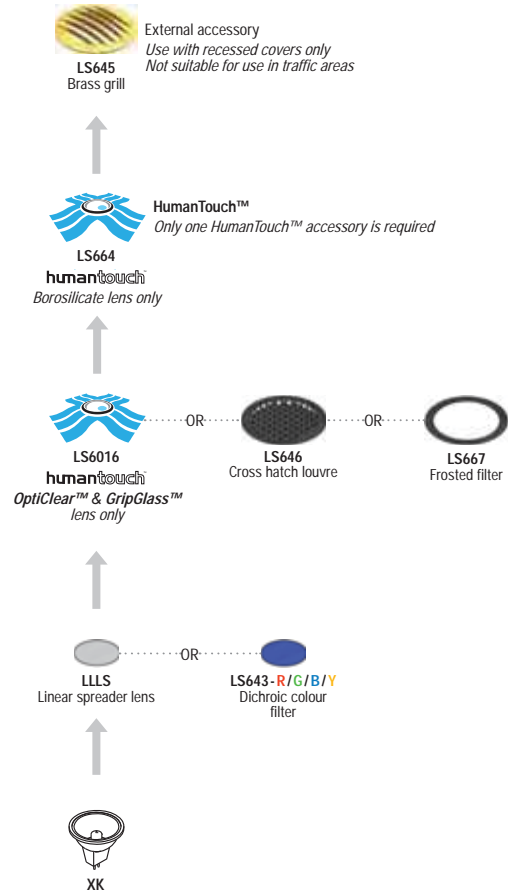 External accessory
Use with recessed covers only
Not suitable for use in traffic areas
LS645
Brass grill
HumanTouch™
Only one HumanTouch™ accessory is required
LS664
humantouch™
Borosilicate lens only
OR
OR
LS6016
humantouch™
OptiClear™ & GripGlass™
lens only
LS646
Cross hatch louvre
LS667
Frosted filter
OR
LLLS
Linear spreader lens
LS643-R/G/B/Y
Dichroic colour
filter
XK